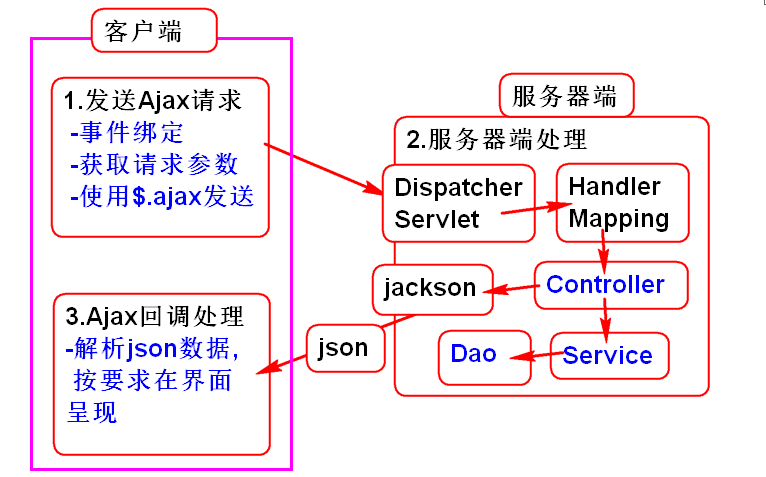 客户端
1.发送Ajax请求
-事件绑定
-获取请求参数
-使用$.ajax发送
3.Ajax回调处理
-解析json数据,
按要求在界面
呈现
服务器端
2.服务器端处理
Dispatcher
Servlet
Handler
Mapping
Controller
jackson
json
Service
Dao